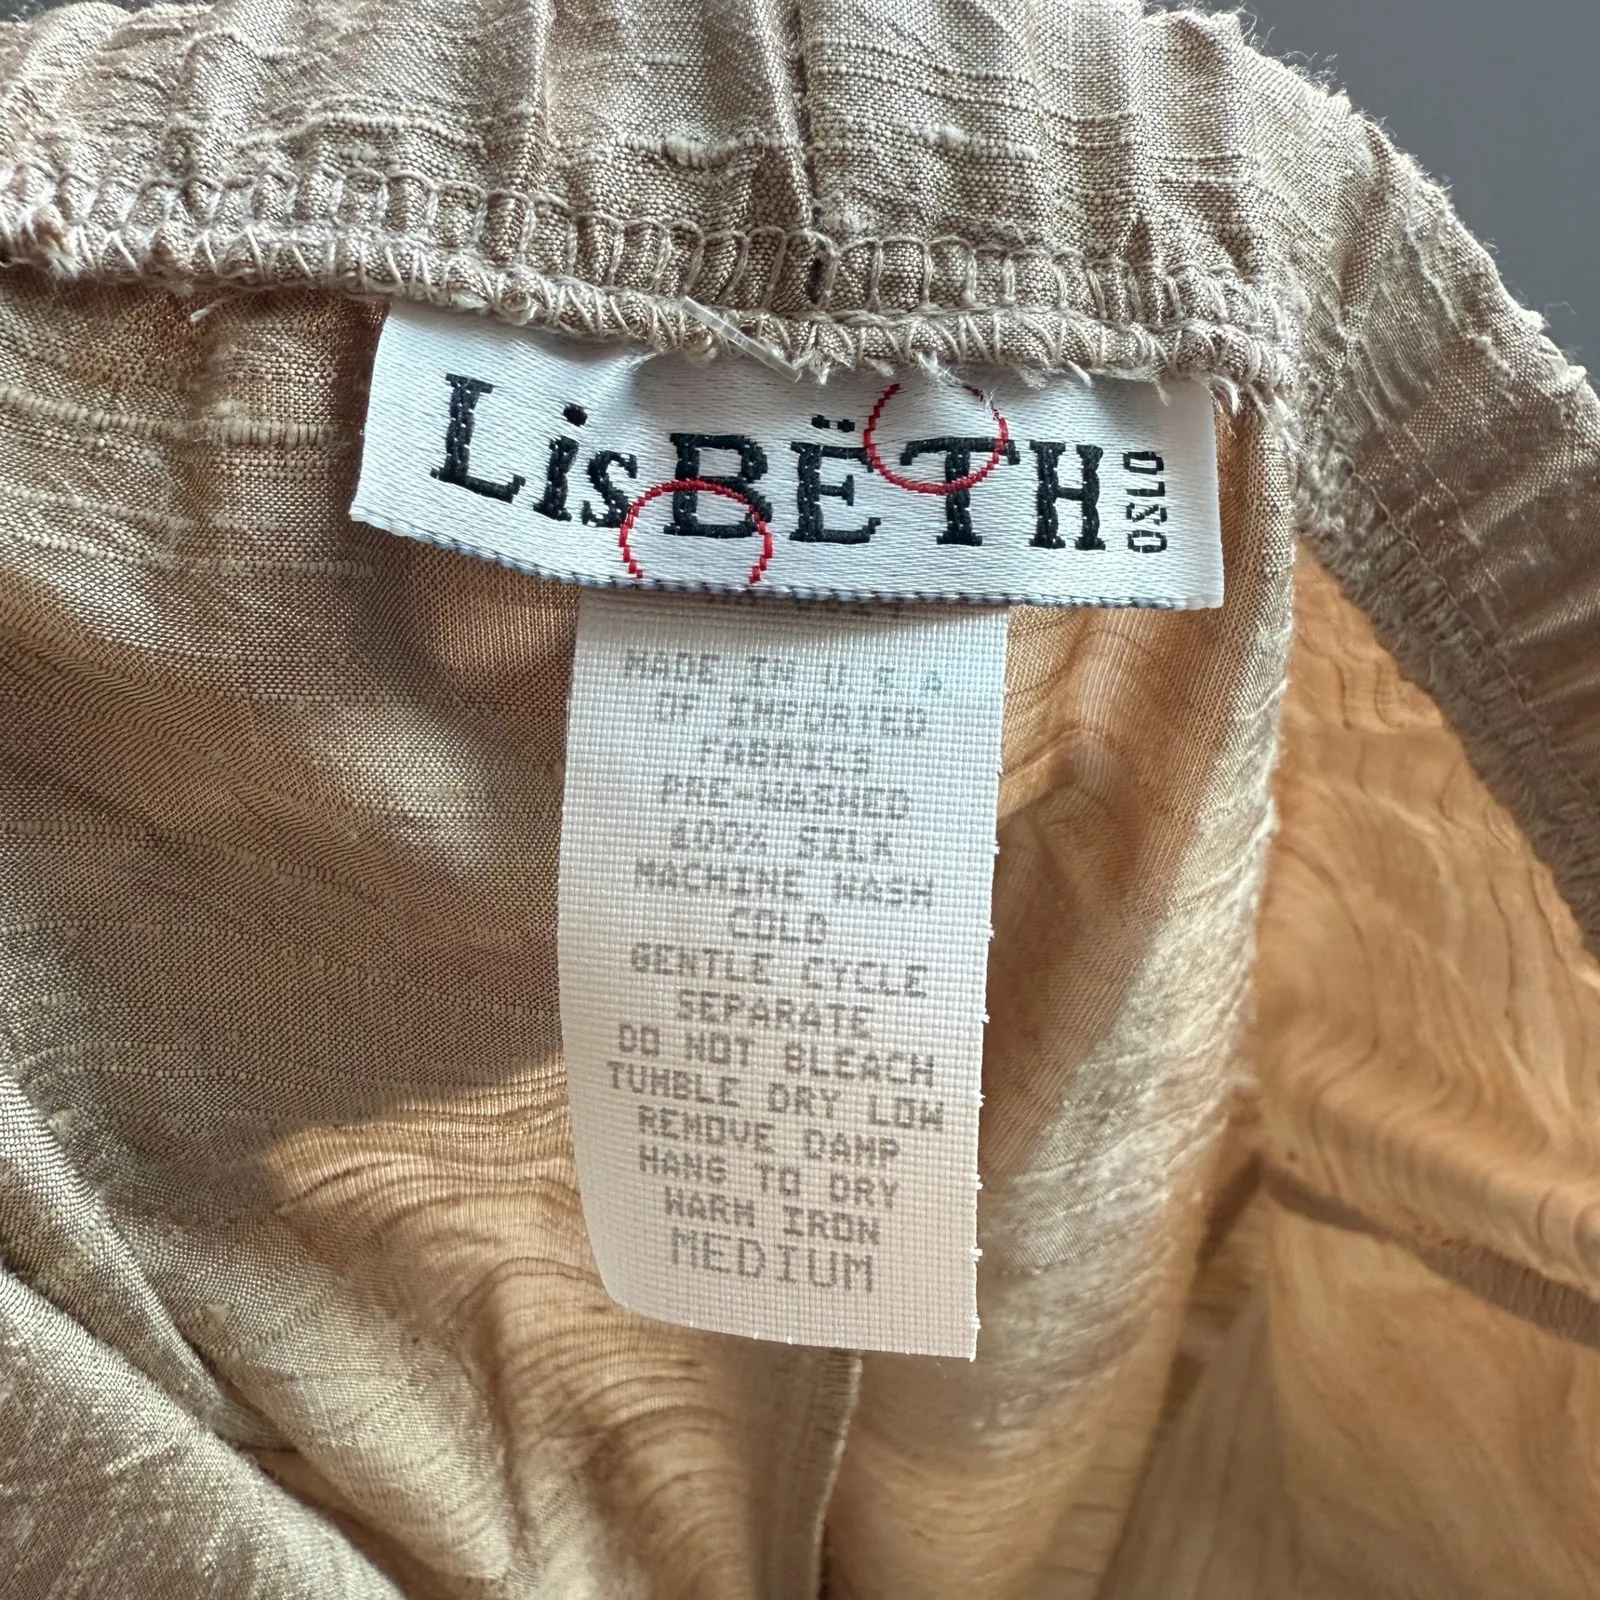 LisBËTH
0z10
MADE IN U.S.A
OF IMPORTED
FABRICS
PRE-WASHED
100% SILK
MACHINE WASH
COLD
GENTLE CYCLE
SEPARATE
DO NOT BLEACH
TUMBLE DRY LOW
REMOVE DAMP
HANG TO DRY
WARM IRON
MEDIUM